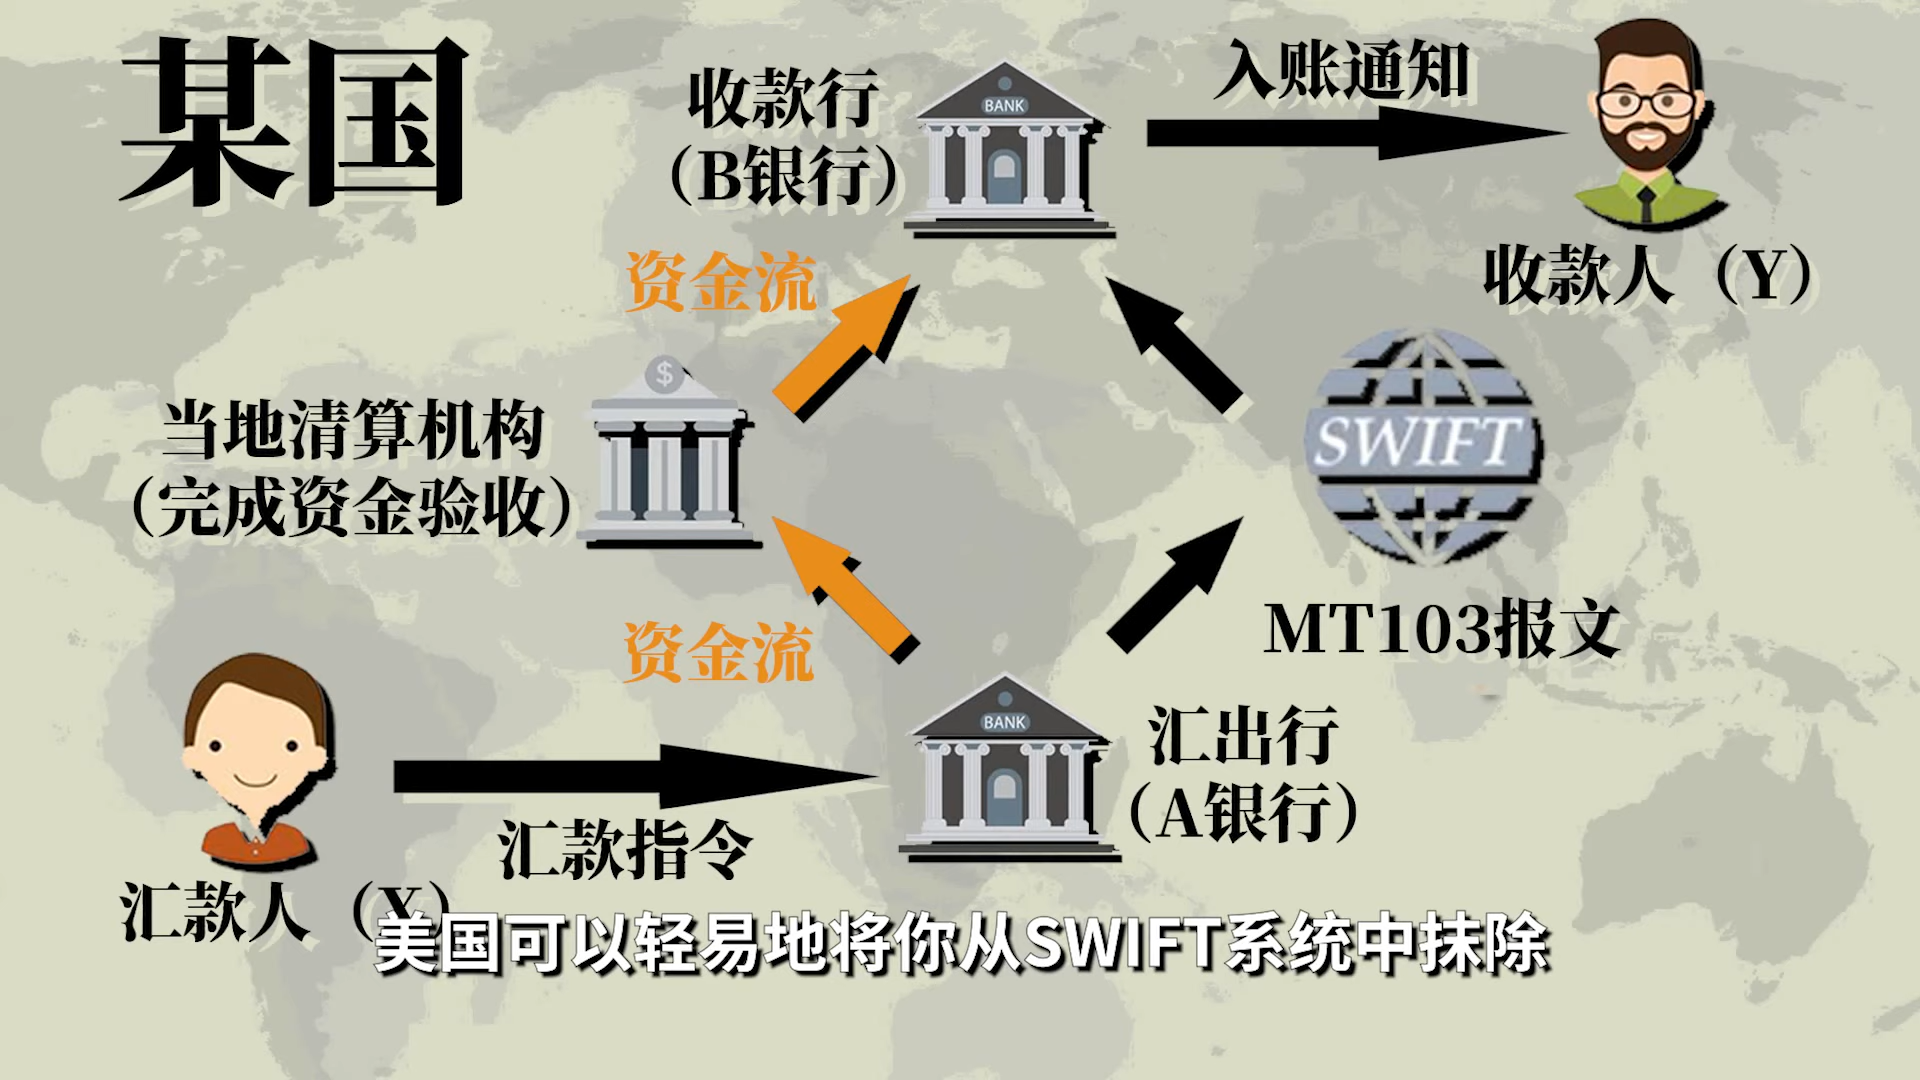 某国
收款行
（B银行）
BANK
入账通知
收款人（Y）
资金流
$
当地清算机构
（完成资金验收）
SWIFT
MT103报文
资金流
BANK
汇出行
（A银行）
汇款指令
汇款人（X）
美国可以轻易地将你从SWIFT系统中抹除